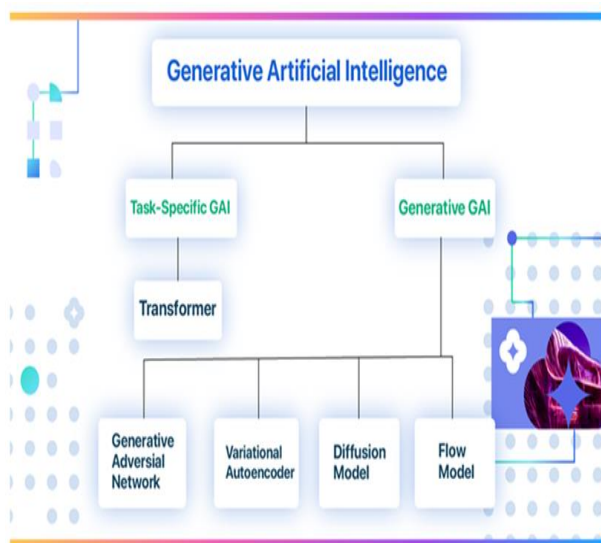 Generative Artificial Intelligence
Task-Specific GAI
Generative GAI
Transformer
Generative
Adversial
Network
Variational
Autoencoder
Diffusion
Model
Flow
Model